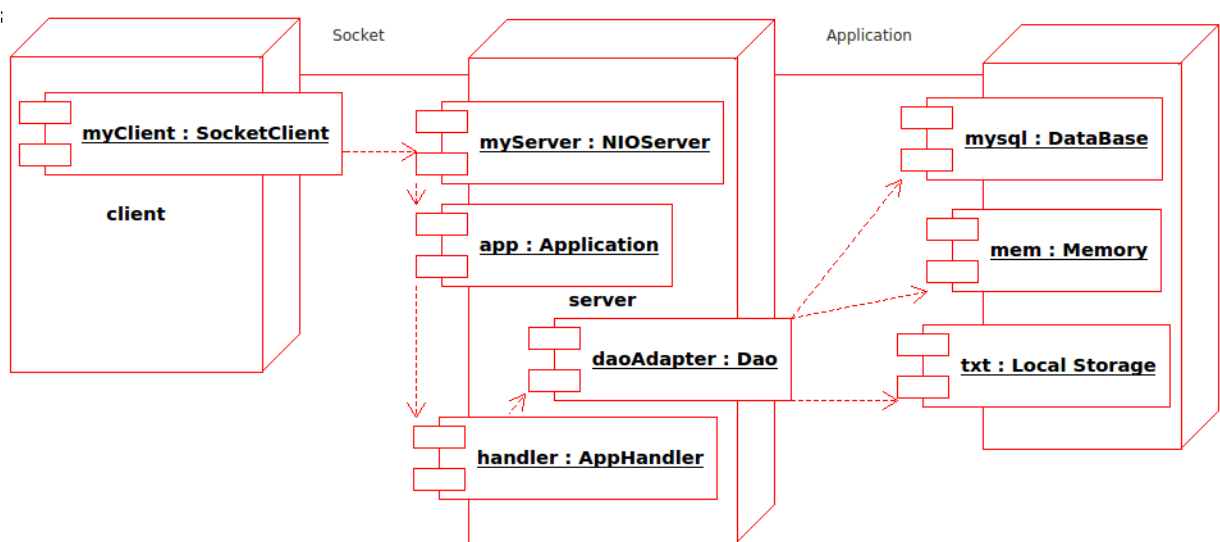 Socket
Application
myClient : SocketClient
client
myServer : NIOServer
app : Application
server
daoAdapter : Dao
handler : AppHandler
mysql : DataBase
mem : Memory
txt : Local Storage